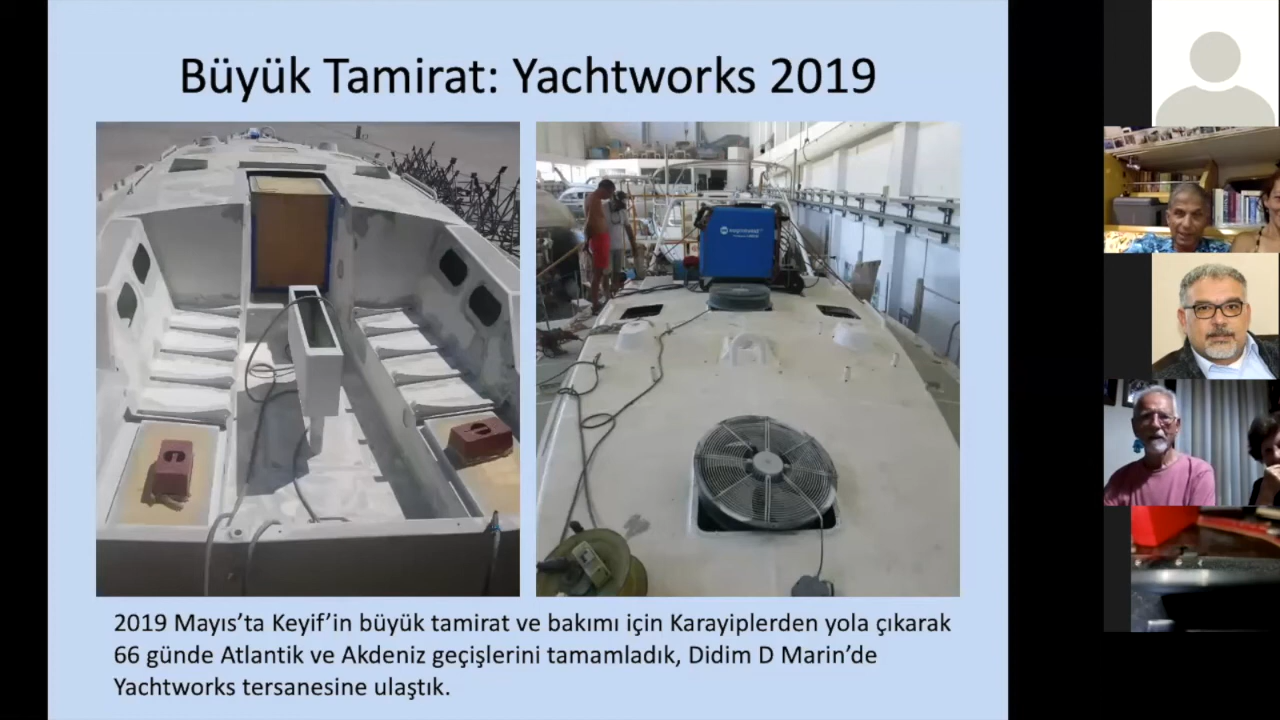 Büyük Tamirat: Yachtworks 2019
2019 Mayıs’ta Keyif’in büyük tamirat ve bakımı için Karayiplerden yola çıkarak
66 günde Atlantik ve Akdeniz geçişlerini tamamladık, Didim D Marin’de
Yachtworks tersanesine ulaştık.